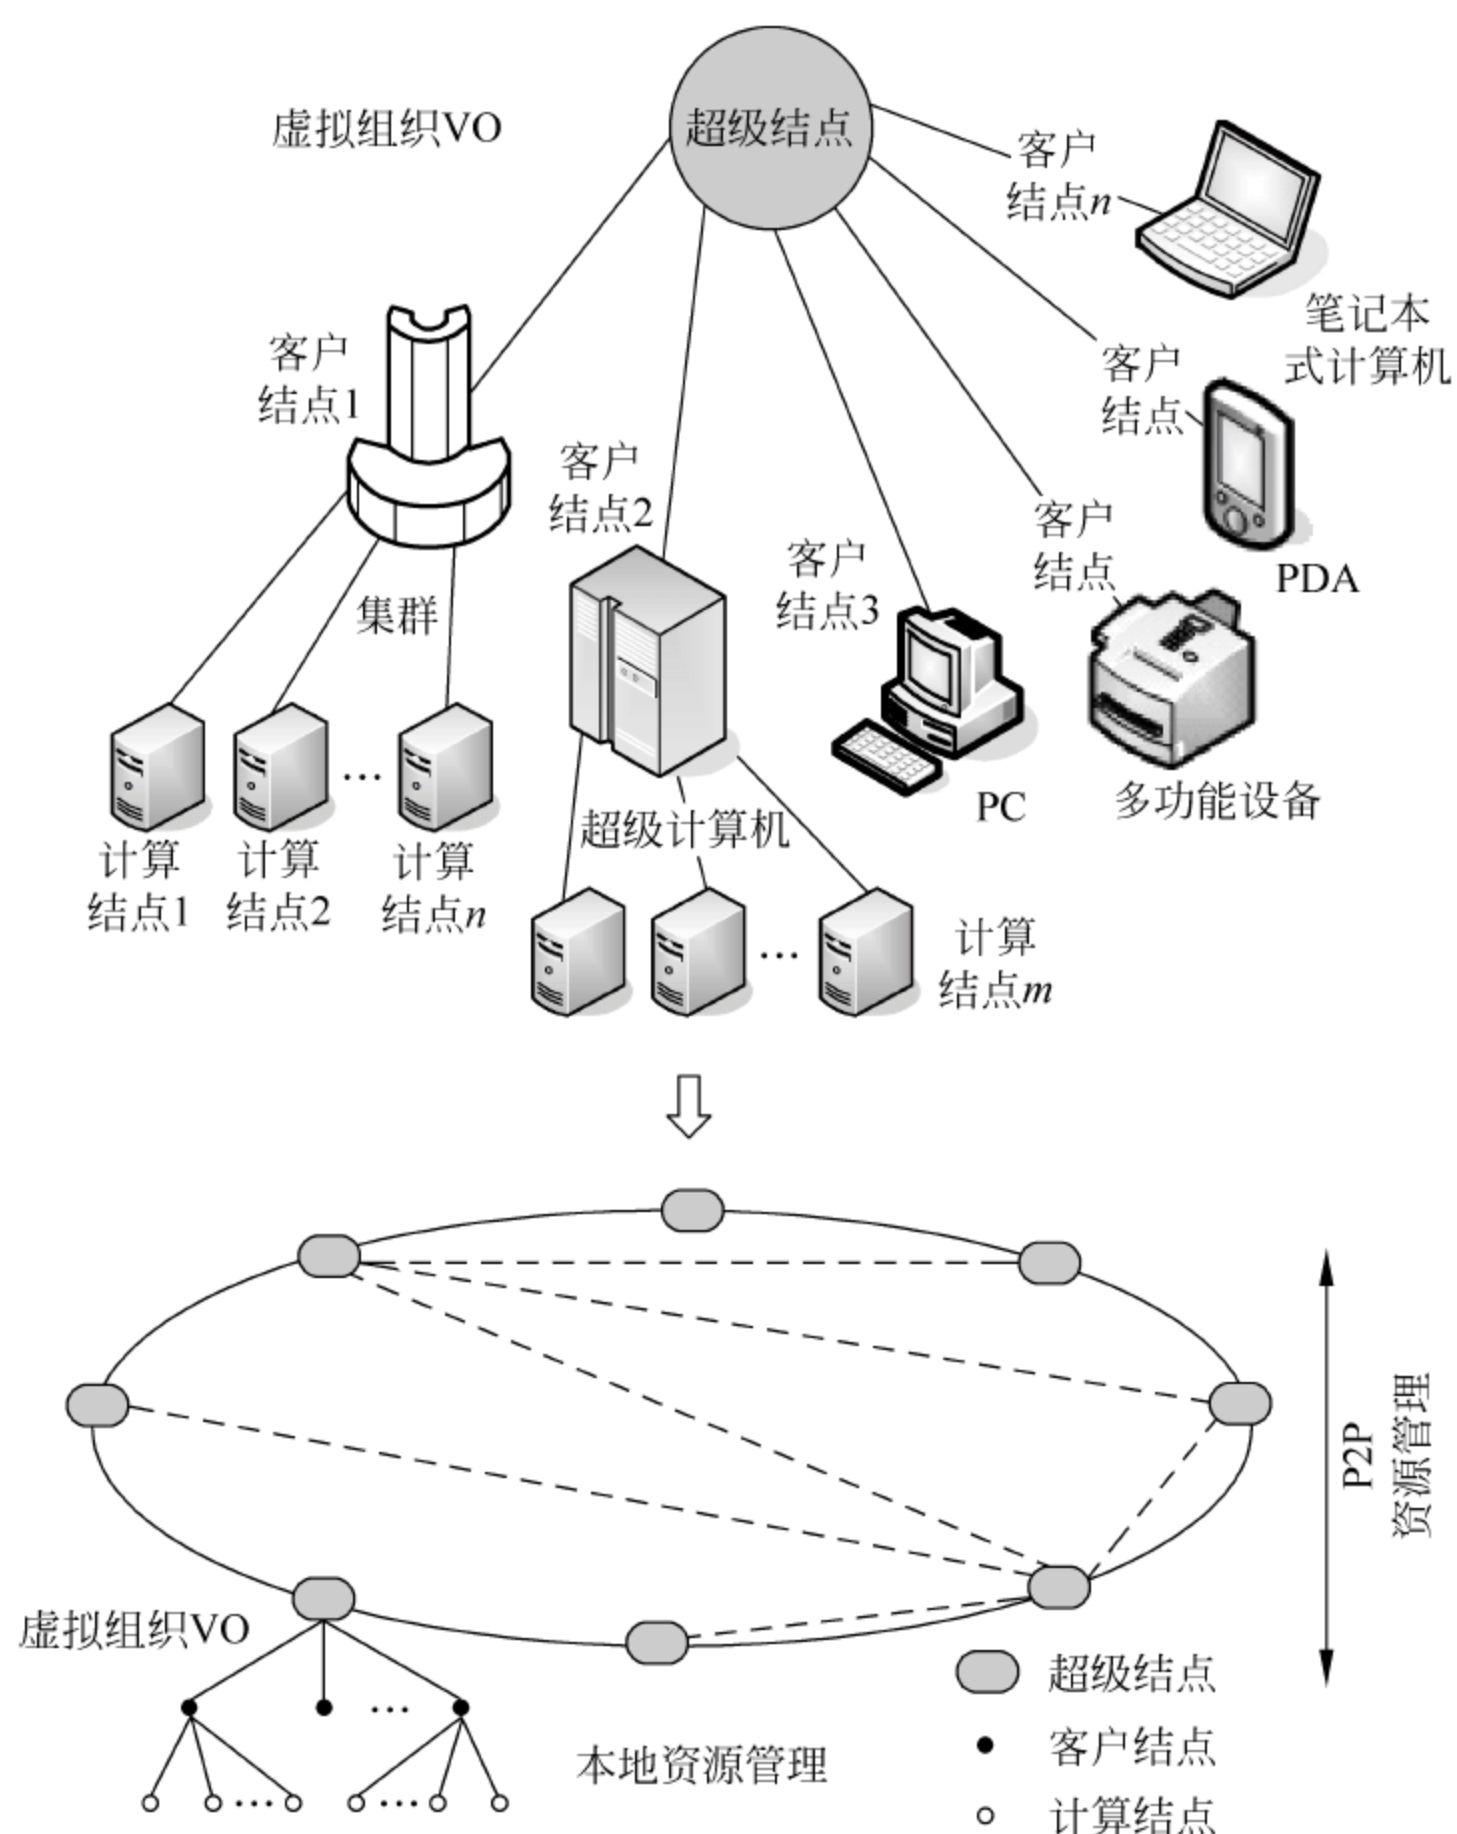 虚拟组织VO
超级结点
客户
结点n
笔记本
式计算机
客户
结点1
客户
结点
客户
结点2
客户
结点
PDA
客户
结点3
集群
PC
多功能设备
超级计算机
计算
结点1
计算
结点2
…
计算
结点n
…
计算
结点m
P2P
资源管理
虚拟组织VO
…
…
…
本地资源管理
超级结点
客户结点
计算结点